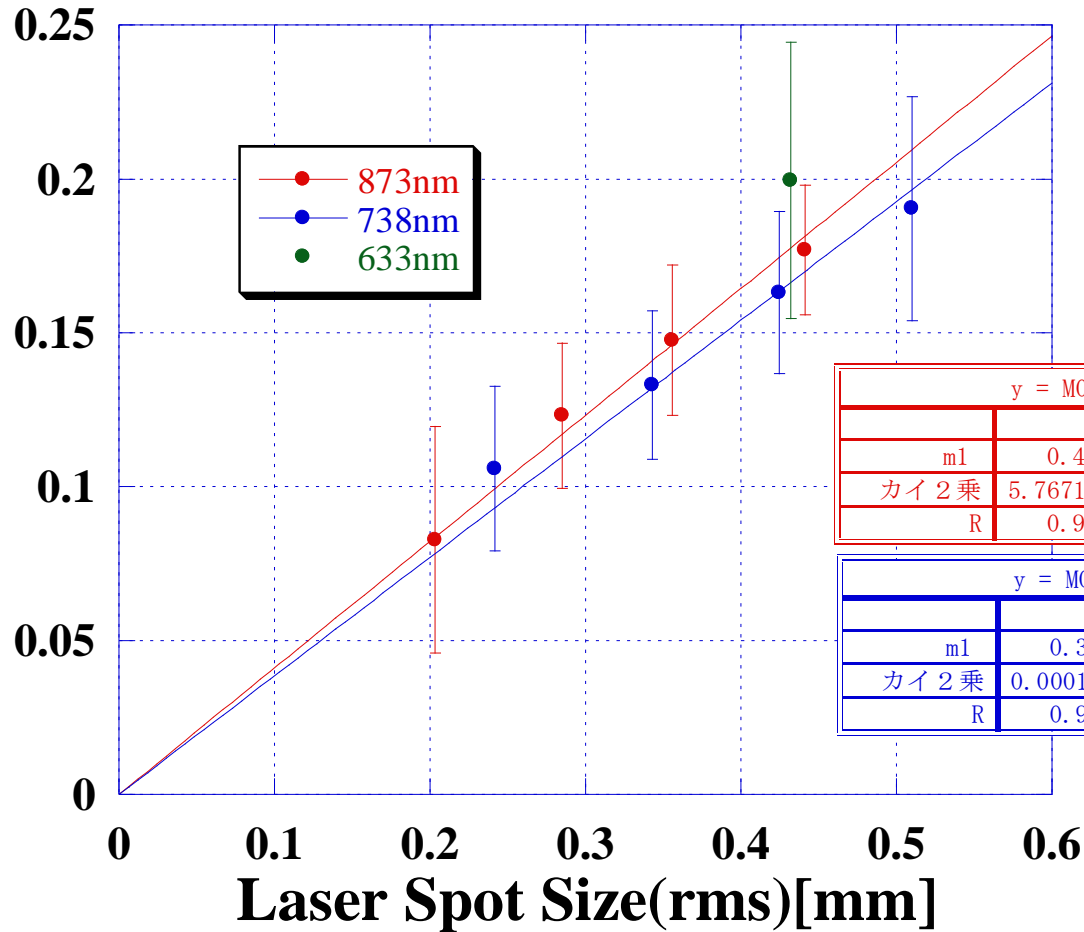 0.25
0.2
0.15
0.1
0.05
0
873nm
738nm
633nm
y = M
m1 0.4
カイ２乗 5.7671
R 0.9
y = M
m1 0.3
カイ２乗 0.0001
R 0.9
0 0.1 0.2 0.3 0.4 0.5 0.6
Laser Spot Size(rms)[mm]